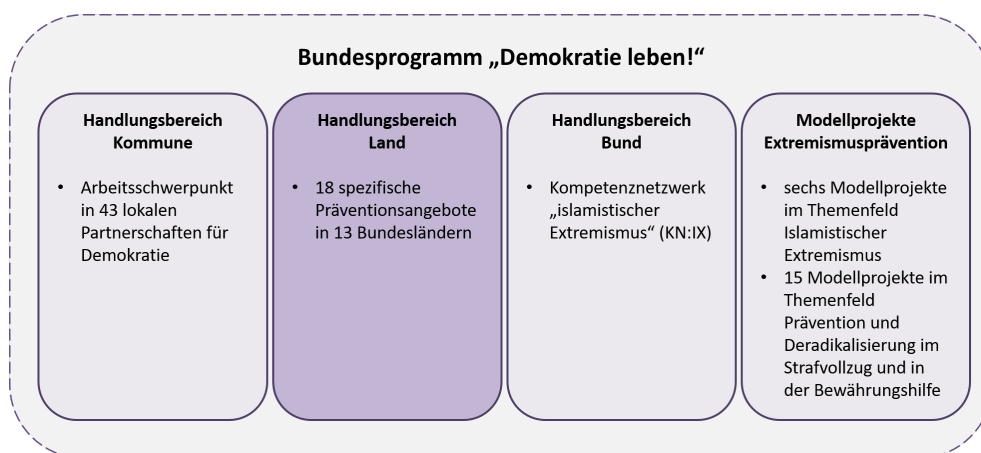 Bundesprogramm „Demokratie leben!“
Handlungsbereich
Kommune
• Arbeitsschwerpunkt
in 43 lokalen
Partnerschaften für
Demokratie
Handlungsbereich
Land
• 18 spezifische
Präventionsangebote
in 13 Bundesländern
Handlungsbereich
Bund
• Kompetenznetzwerk
„islamistischer
Extremismus“ (KN:IX)
Modellprojekte
Extremismusprävention
• sechs Modellprojekte
im Themenfeld
Islamistischer
Extremismus
• 15 Modellprojekte im
Themenfeld
Prävention und
Deradikalisierung im
Strafvollzug und in
der Bewährungshilfe